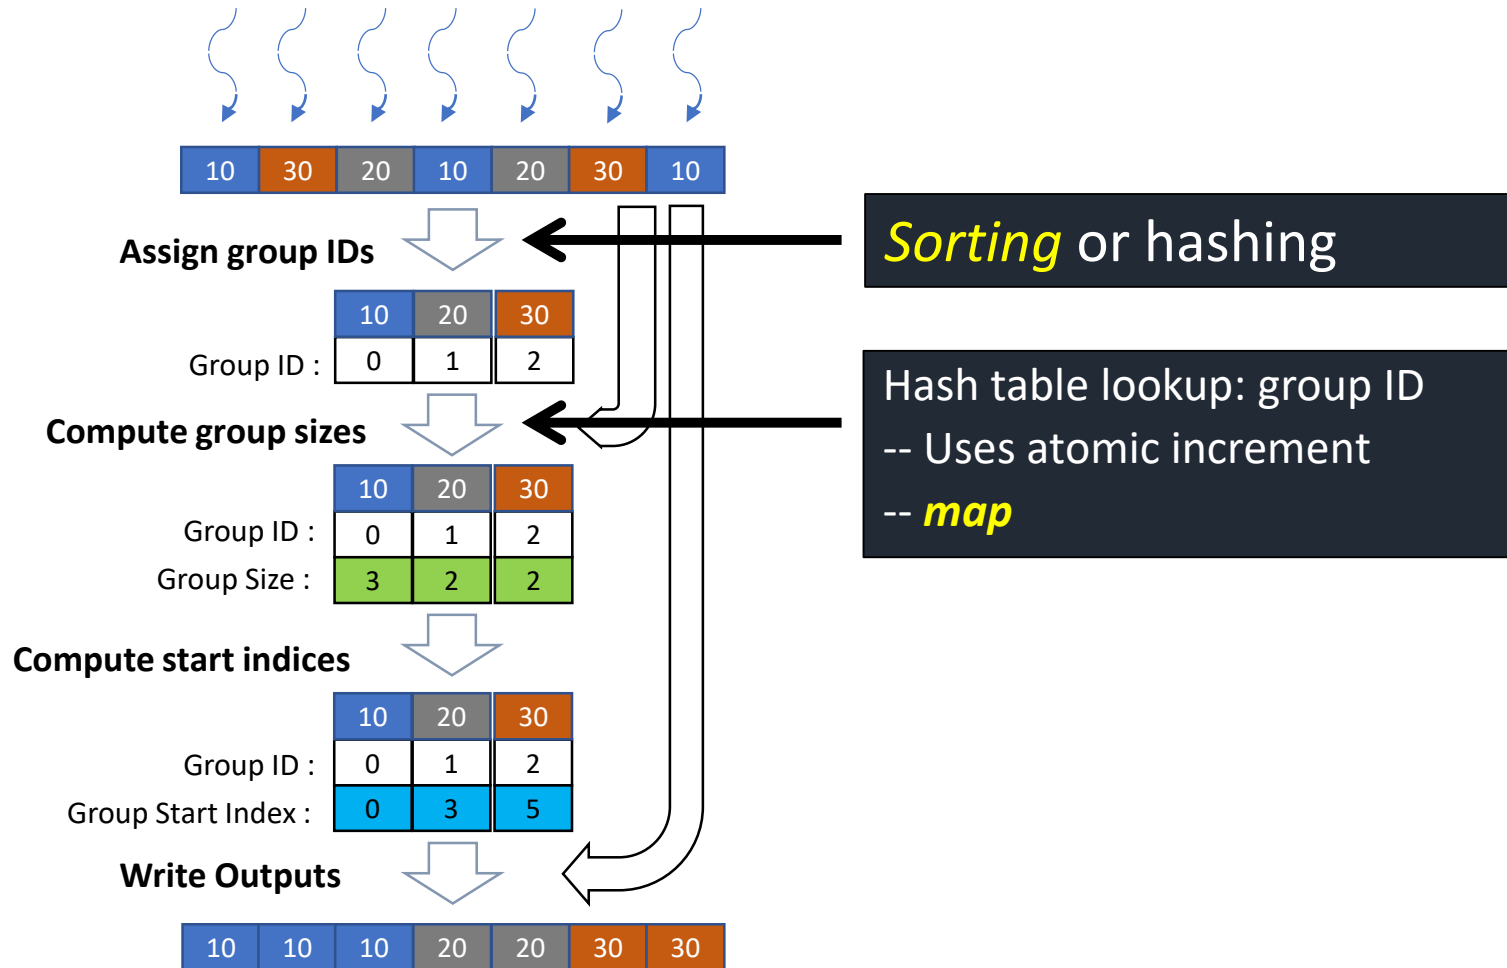 10 30 20 10 20 30 10
Assign group IDs
Sorting or hashing
10 20 30
Group ID : 0 1 2
Hash table lookup: group ID
-- Uses atomic increment
-- map
Compute group sizes
10 20 30
Group ID : 0 1 2
Group Size : 3 2 2
Compute start indices
10 20 30
Group ID : 0 1 2
Group Start Index : 0 3 5
Write Outputs
10 10 10 20 20 30 30